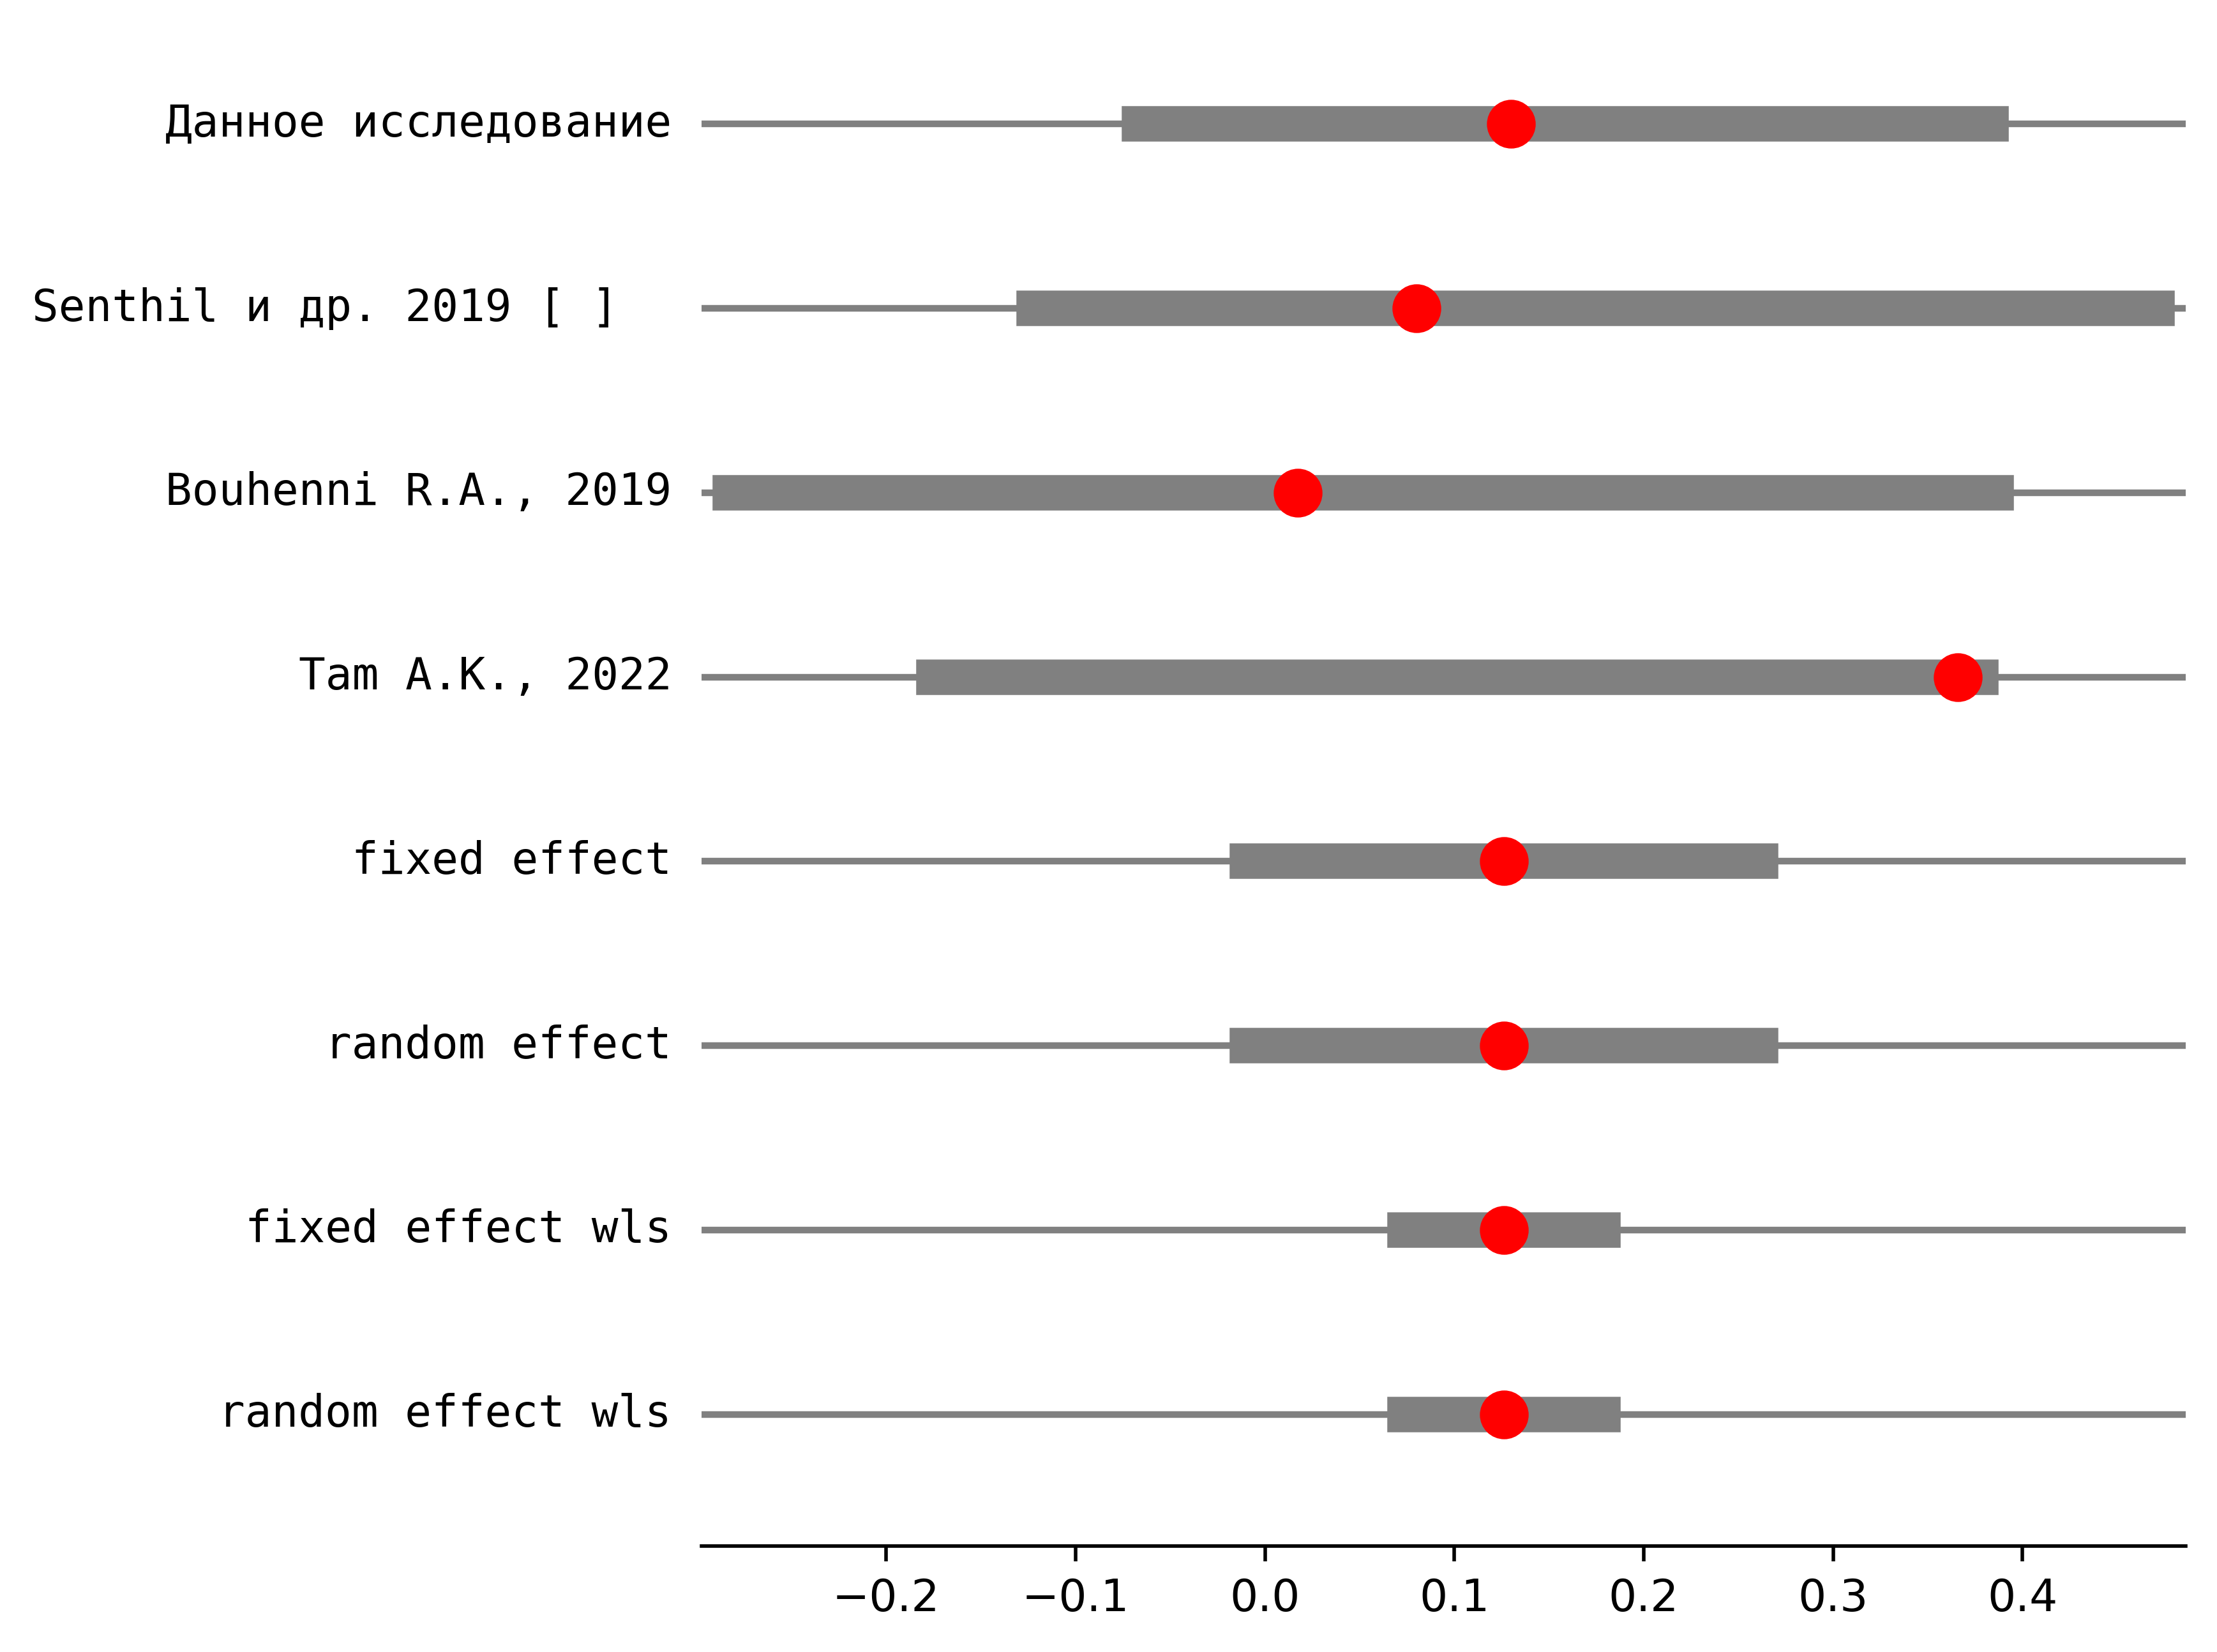 Данное исследование
Senthil и др. 2019 [ ]
Bouhenni R.A., 2019
Tam A.K., 2022
fixed effect
random effect
fixed effect wls
random effect wls
−0.2 −0.1 0.0 0.1 0.2 0.3 0.4